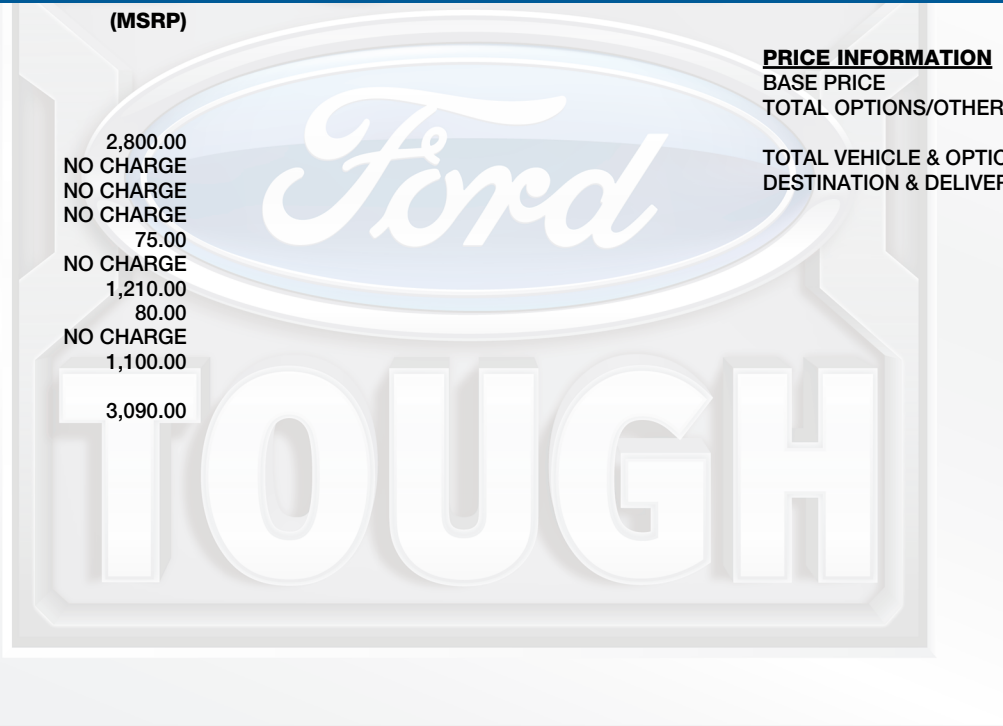 (MSRP)
2,800.00
NO CHARGE
NO CHARGE
NO CHARGE
75.00
NO CHARGE
1,210.00
80.00
NO CHARGE
1,100.00
3,090.00
PRICE INFORMATION
BASE PRICE
TOTAL OPTIONS/OTHER
TOTAL VEHICLE & OPTIO
DESTINATION & DELIVER
Ford
TOUGH